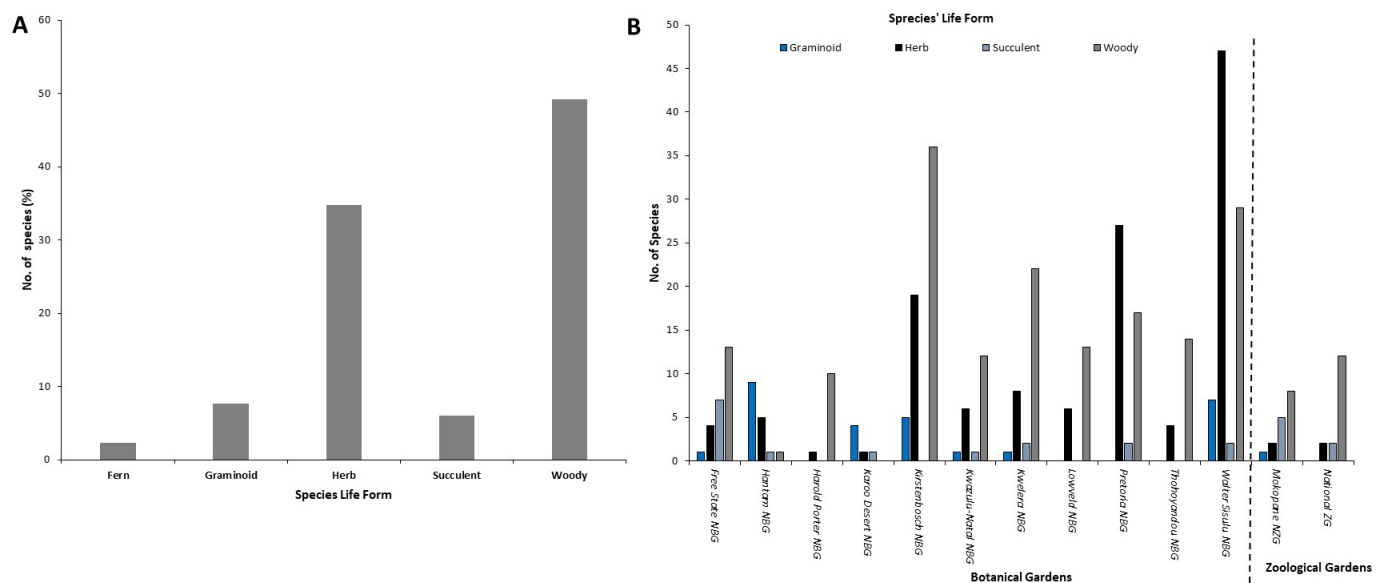 A
60
50
40
30
20
10
0
No. of species (%)
Fern Graminoid Herb Succulent Woody
Species Life Form
B
Sprecies' Life Form
Graminoid Herb Succulent Woody
50
45
40
35
30
25
20
15
10
5
0
No. of Species
Free State NBG
Hantam NBG
Harold Porter NBG
Karoo Desert NBG
Kirstenbosch NBG
Kwazulu-Natal NBG
Kwelera NBG
Lowveld NBG
Pretoria NBG
Thohoyandou NBG
Walter Sisulu NBG
Mokopane NZG
National ZG
Botanical Gardens
Zoological Gardens